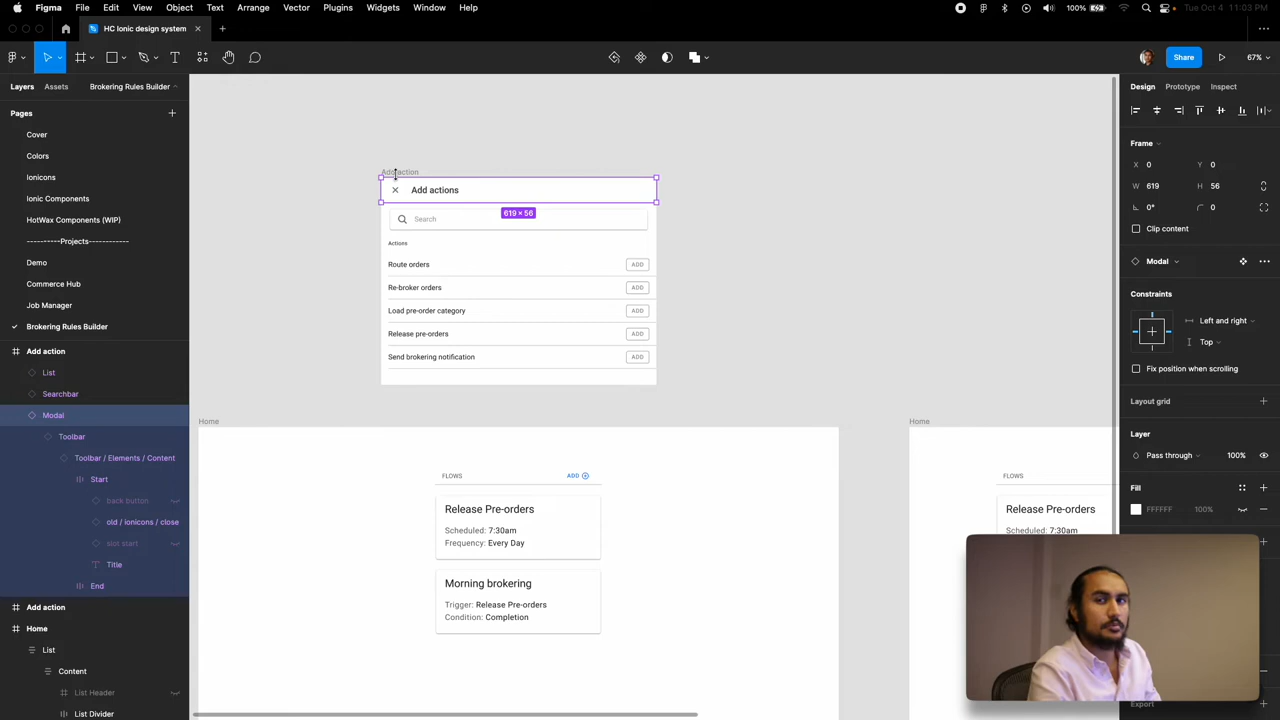 Figma File Edit View Object Text Arrange Vector Plugins Widgets Window Help
100% Tue Oct 4 11:03 PM
HC Ionic design system
Share
67%
Layers Assets Brokering Rules Builder
Design Prototype Inspect
Pages
Cover
Colors
Ionicons
Ionic Components
HotWax Components (WIP)
-----------Projects------------
Demo
Commerce Hub
Job Manager
Brokering Rules Builder
Add action
List
Searchbar
Modal
Toolbar
Toolbar / Elements / Content
Start
back button
old / ionicons / close
slot start
Title
End
Add action
Home
List
Content
List Header
List Divider
Add action
Add actions
619 × 56
Search
Actions
Route orders ADD
Re-broker orders ADD
Load pre-order category ADD
Release pre-orders ADD
Send brokering notification ADD
Home
FLOWS ADD
Release Pre-orders
Scheduled: 7:30am
Frequency: Every Day
Morning brokering
Trigger: Release Pre-orders
Condition: Completion
Home
FLOWS
Release Pre-orders
Scheduled: 7:30am
Frame
X 0 Y 0
W 619 H 56
0° 0
Clip content
Modal
Constraints
Left and right
Top
Fix position when scrolling
Layout grid
Layer
Pass through 100%
Fill
FFFFFF 100%
Export